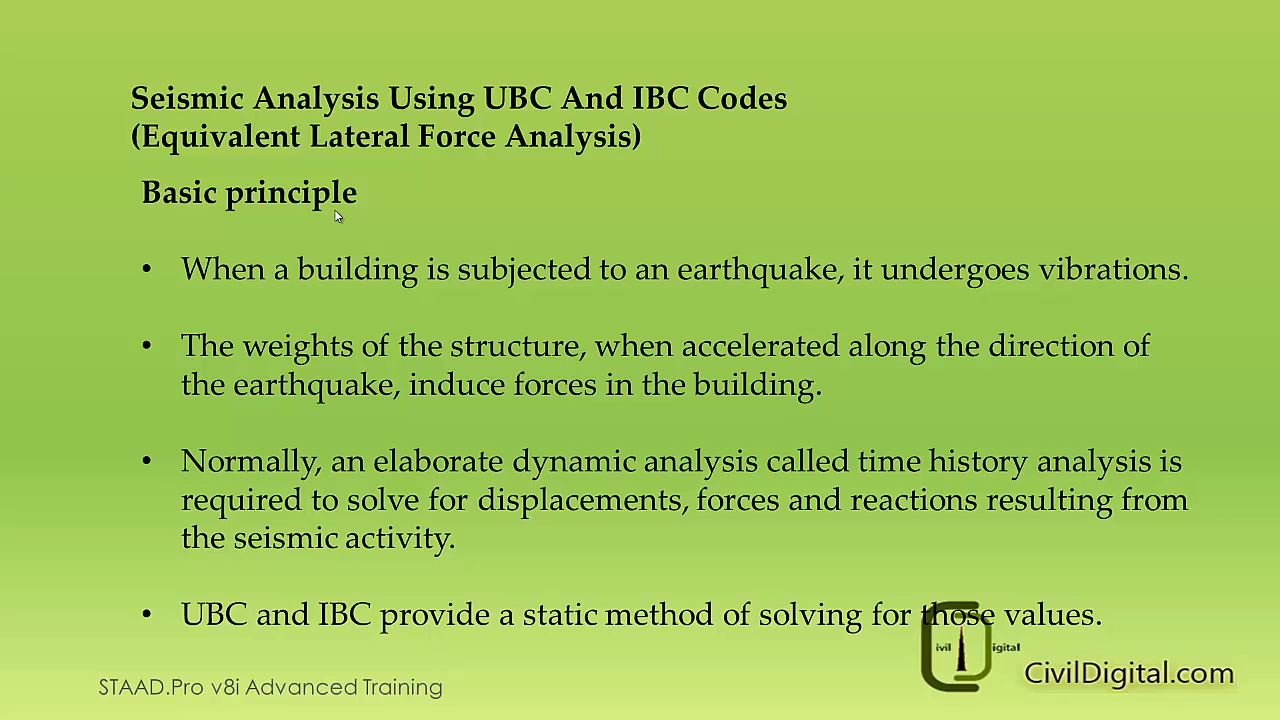 Seismic Analysis Using UBC And IBC Codes
(Equivalent Lateral Force Analysis)
Basic principle
• When a building is subjected to an earthquake, it undergoes vibrations.
• The weights of the structure, when accelerated along the direction of
the earthquake, induce forces in the building.
• Normally, an elaborate dynamic analysis called time history analysis is
required to solve for displacements, forces and reactions resulting from
the seismic activity.
• UBC and IBC provide a static method of solving for those values.
ivil igital
CivilDigital.com
STAAD.Pro v8i Advanced Training